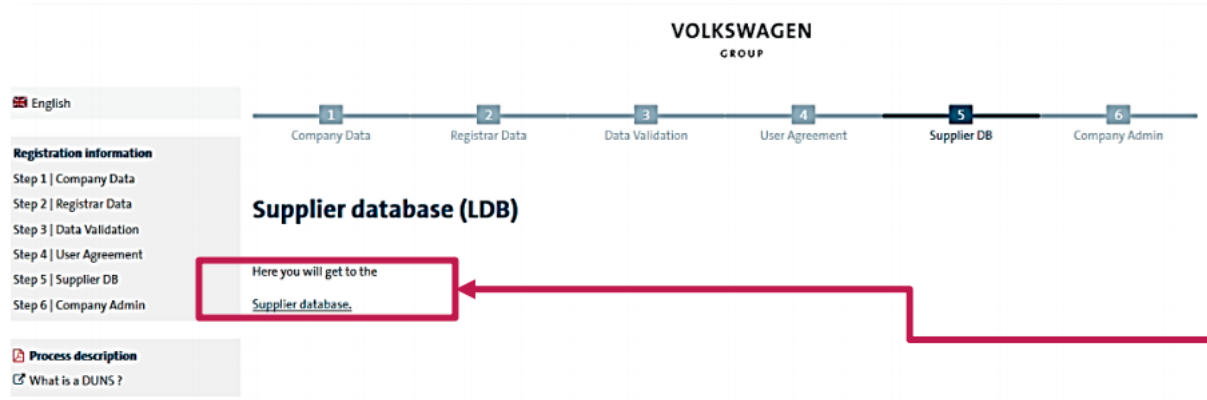 VOLKSWAGEN
GROUP
English
1
2
3
4
5
6
Company Data
Registrar Data
Data Validation
User Agreement
Supplier DB
Company Admin
Registration information
Step 1 | Company Data
Step 2 | Registrar Data
Step 3 | Data Validation
Step 4 | User Agreement
Step 5 | Supplier DB
Step 6 | Company Admin
Supplier database (LDB)
Here you will get to the
Supplier database.
Process description
What is a DUNS ?